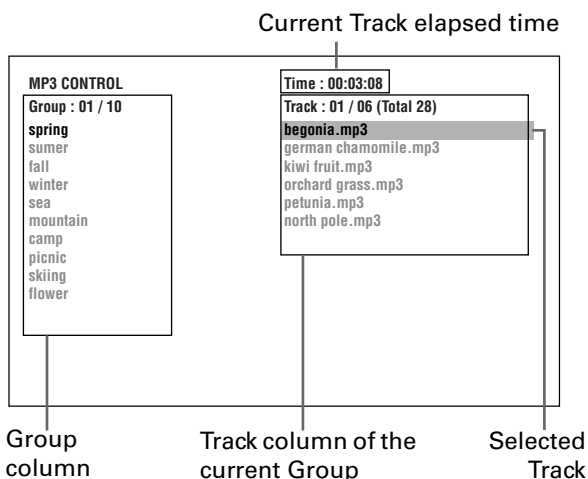 Current Track elapsed time
MP3 CONTROL
Time : 00:03:08
Group : 01 / 10
Track : 01 / 06 (Total 28)
spring
sumer
fall
winter
sea
mountain
camp
picnic
skiing
flower
begonia.mp3
german chamomile.mp3
kiwi fruit.mp3
orchard grass.mp3
petunia.mp3
north pole.mp3
Group
column
Track column of the
current Group
Selected
Track